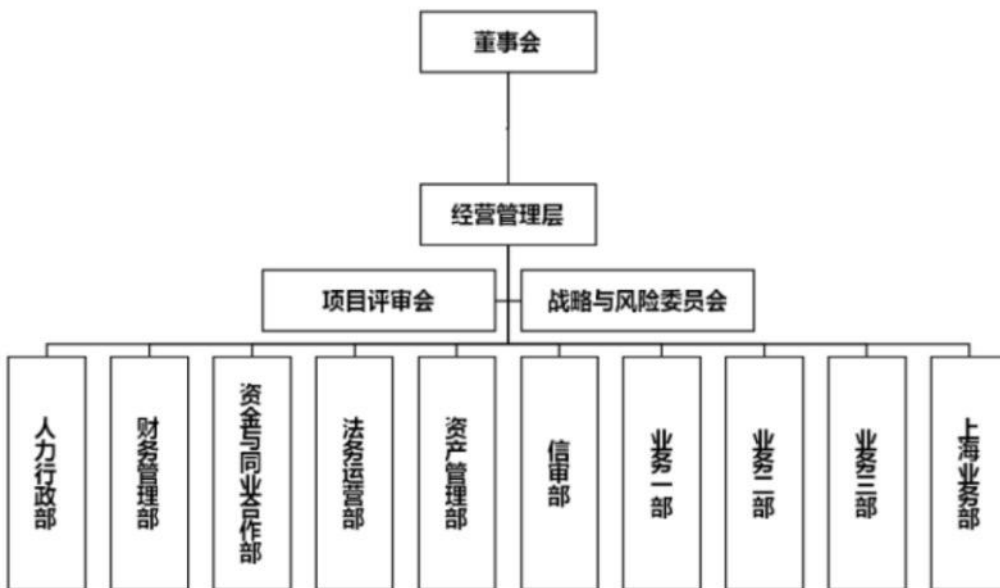 董事会
经营管理层
项目评审会
战略与风险委员会
人力行政部
财务管理部
资金与同业合作部
法务运营部
资产管理部
信审部
业务一部
业务二部
业务三部
上海业务部